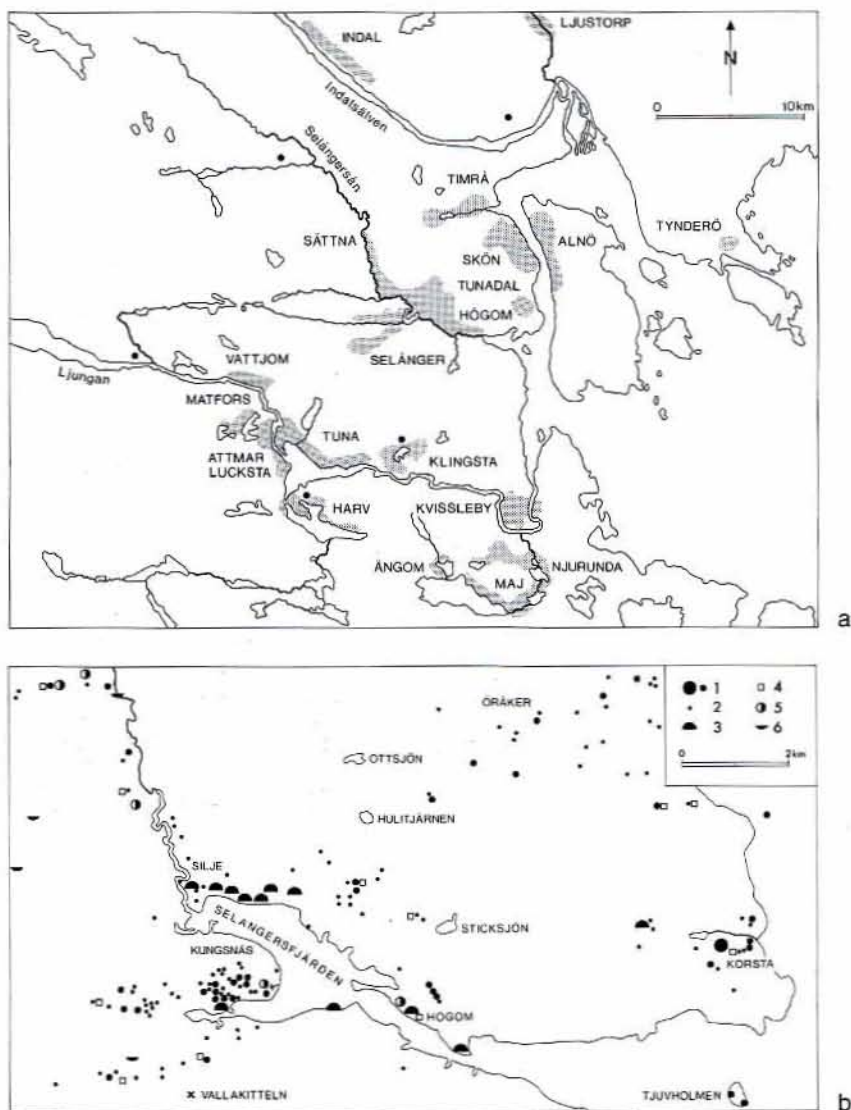 LJUSTORP
INDAL
N
Indalsälven
0 10km
Selångersån
TIMRÅ
SÄTTNA
ALNÖ
TYNDERÖ
SKÖN
TUNADAL
HÖGOM
SELÅNGER
VATTJOM
Ljungan
MATFORS
TUNA
KLINGSTA
ATTMAR
LUCKSTA
HARV
KVISSLEBY
ÄNGOM
NJURUNDA
MAJ
a
1 4
2 5
3 6
0 2km
ÖRÅKER
OTTSJÖN
HULITJÄRNEN
SILJE
SELÅNGERSFJÄRDEN
STICKSJÖN
KUNGSNÄS
KORSTA
HÖGOM
× VALLAKITTELN
TJUVHOLMEN
b